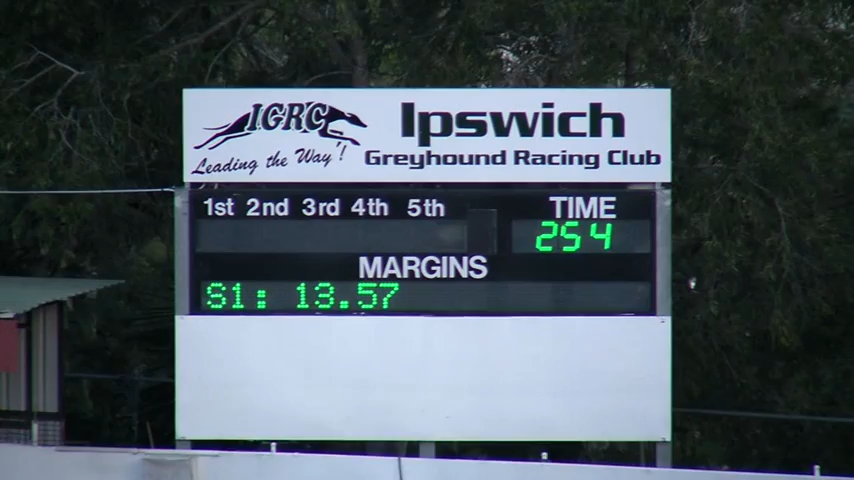 IGRC
Leading the Way'!
Ipswich
Greyhound Racing Club
1st 2nd 3rd 4th 5th
TIME
254
MARGINS
S1: 13.57